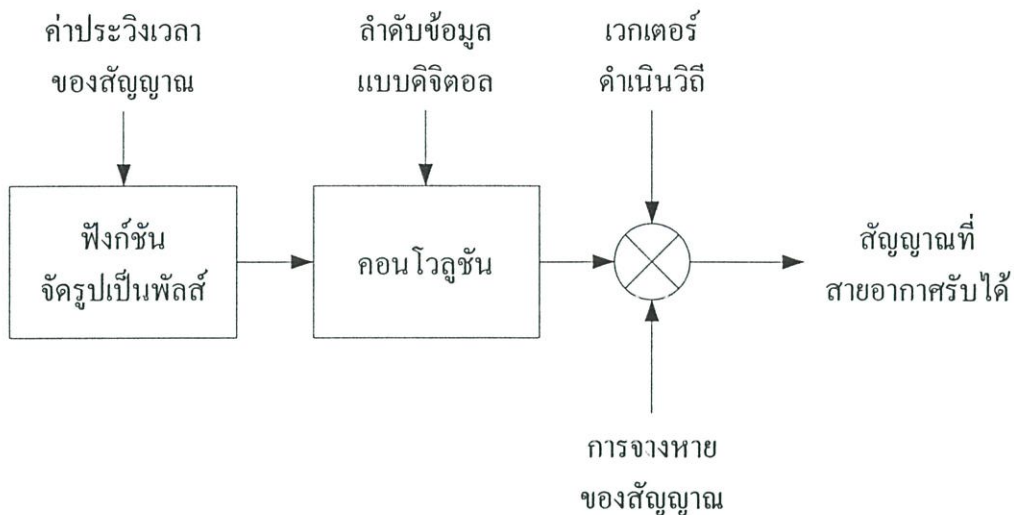 ค่าประวิงเวลา
ของสัญญาณ
ลำดับข้อมูล
แบบดิจิตอล
เวกเตอร์
ดำเนินวิถี
ฟังก์ชัน
จัดรูปเป็นพัลส์
คอนโวลูชัน
สัญญาณที่
สายอากาศรับได้
การจางหาย
ของสัญญาณ